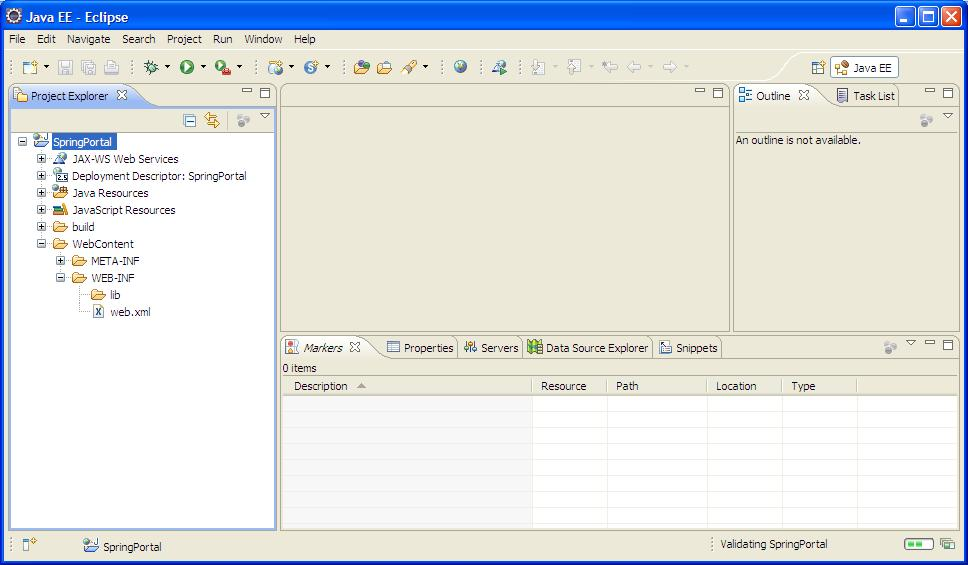 Java EE - Eclipse
File Edit Navigate Search Project Run Window Help
Java EE
Project Explorer
SpringPortal
JAX-WS Web Services
2.5 Deployment Descriptor: SpringPortal
Java Resources
JavaScript Resources
build
WebContent
META-INF
WEB-INF
lib
X web.xml
Outline Task List
An outline is not available.
Markers Properties Servers Data Source Explorer Snippets
0 items
Description Resource Path Location Type
SpringPortal Validating SpringPortal